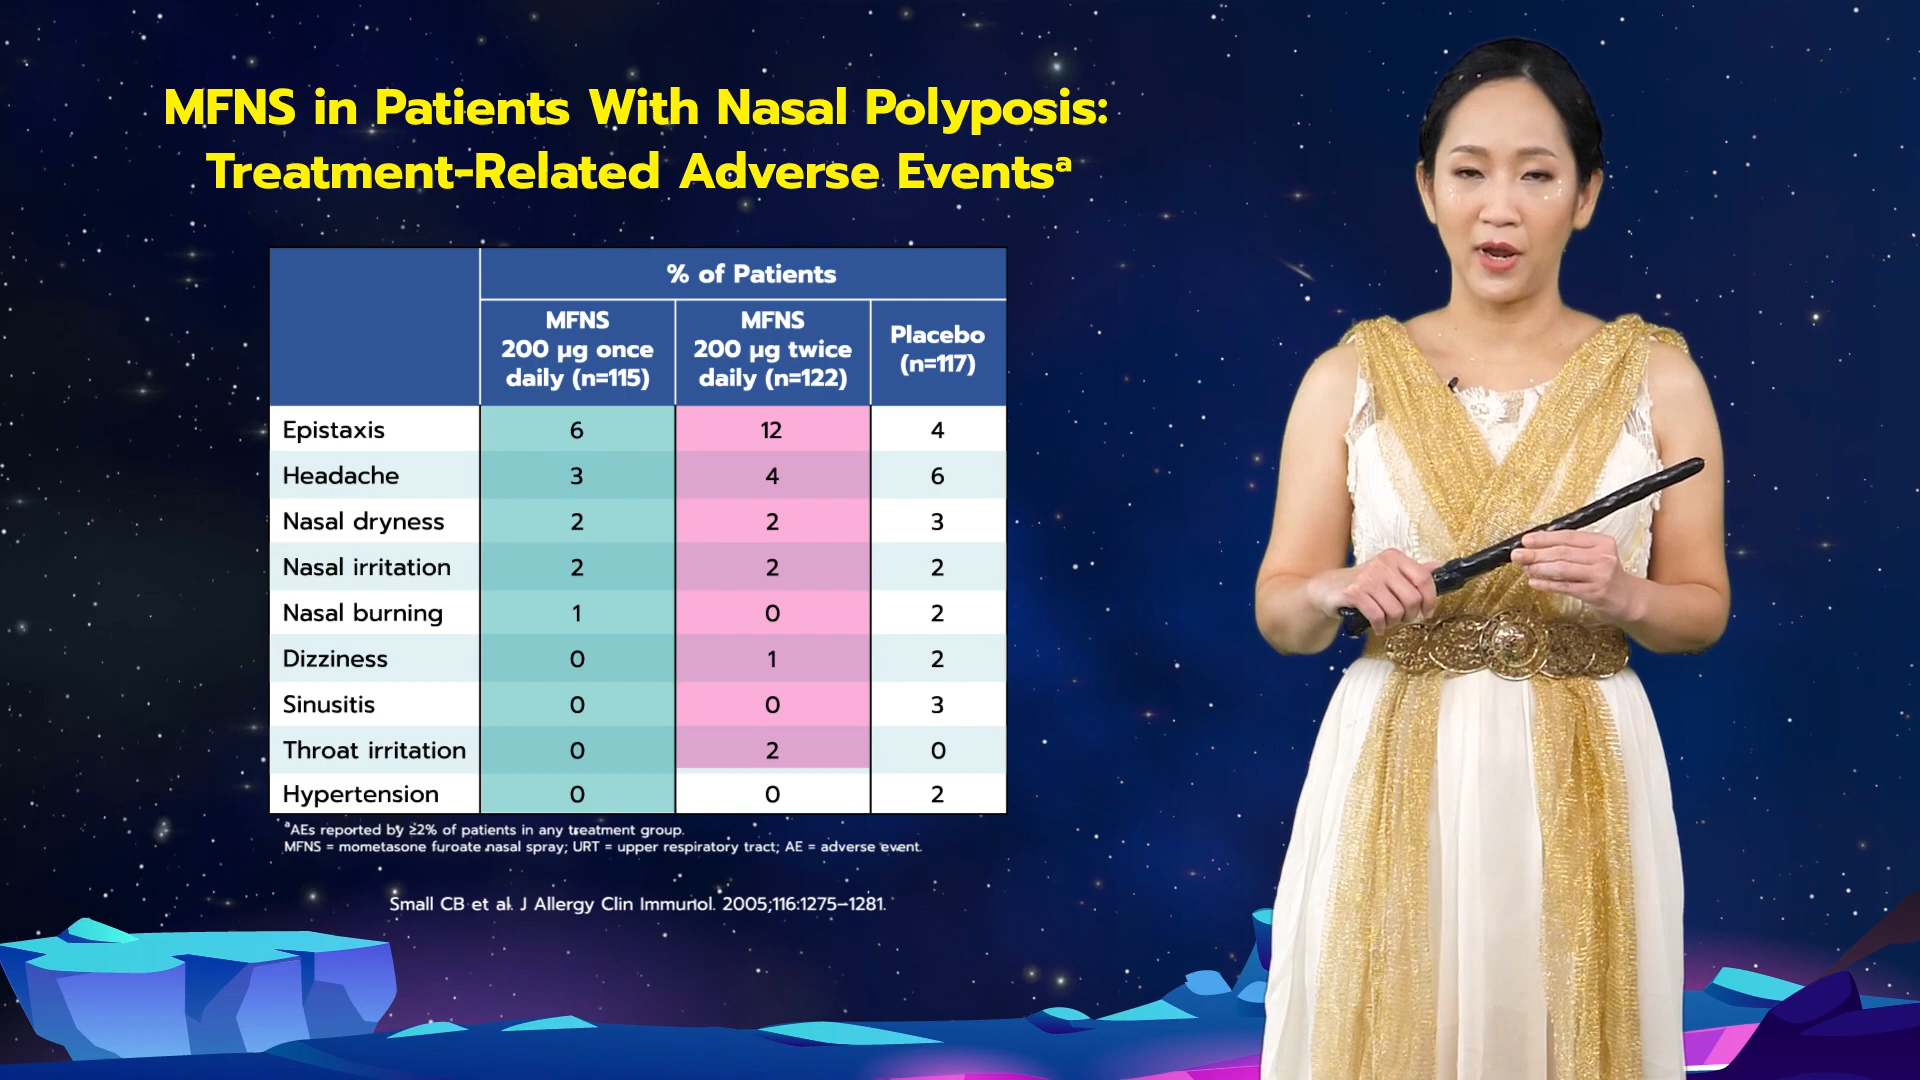 MFNS in Patients With Nasal Polyposis:
Treatment-Related Adverse Eventsᵃ
% of Patients
MFNS 200 µg once daily (n=115) MFNS 200 µg twice daily (n=122) Placebo (n=117)
Epistaxis 6 12 4
Headache 3 4 6
Nasal dryness 2 2 3
Nasal irritation 2 2 2
Nasal burning 1 0 2
Dizziness 0 1 2
Sinusitis 0 0 3
Throat irritation 0 2 0
Hypertension 0 0 2
ᵃAEs reported by ≥2% of patients in any treatment group.
MFNS = mometasone furoate nasal spray; URT = upper respiratory tract; AE = adverse event.
Small CB et al. J Allergy Clin Immunol. 2005;116:1275–1281.